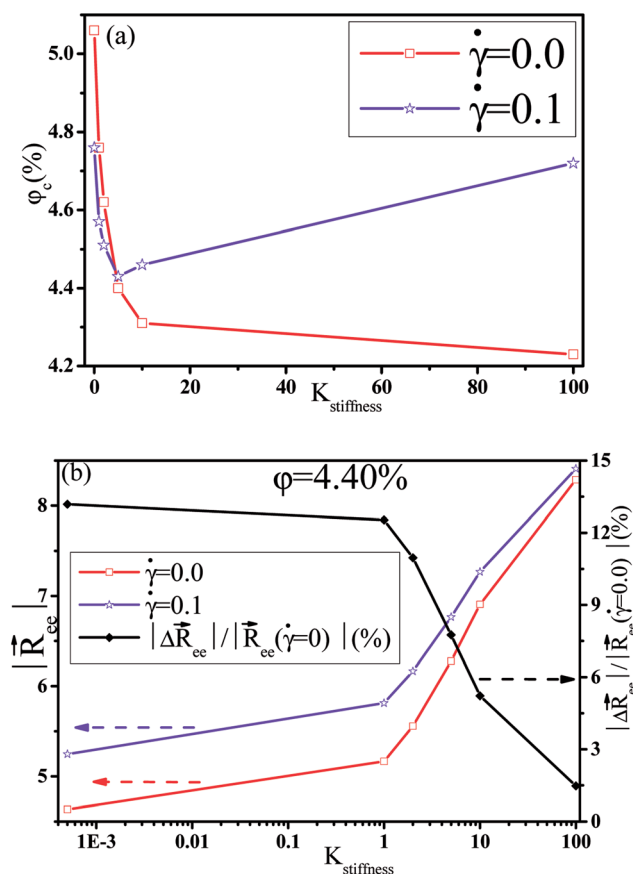 (a)
γ̇=0.0
γ̇=0.1
5.0
4.8
4.6
4.4
4.2
φc(%)
0 20 40 60 80 100
Kstiffness
(b)
φ=4.40%
γ̇=0.0
γ̇=0.1
|ΔR⃗ee|/|R⃗ee(γ̇=0) |(%)
8
7
6
5
|R⃗ee|
15
12
9
6
3
0
|ΔR⃗ee|/|R⃗ee(γ̇=0.0) |(%)
1E-3 0.01 0.1 1 10 100
Kstiffness